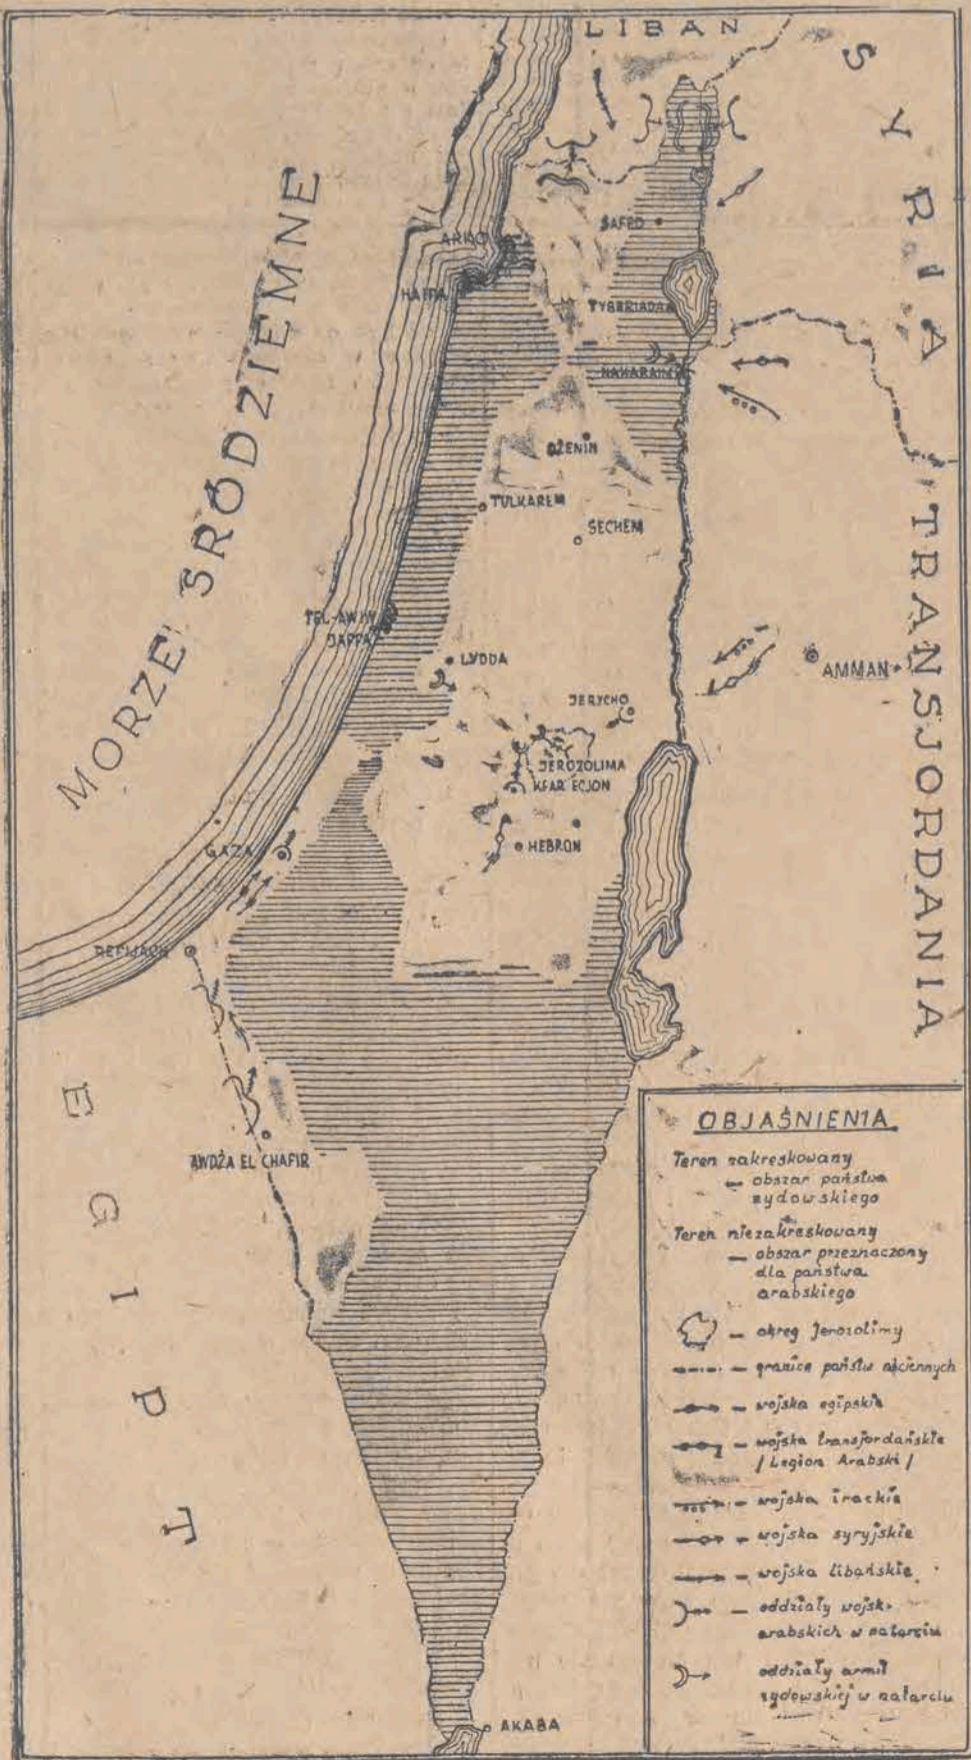 LIBAN
SYRIA
MORZE ŚRÓDZIEMNE
SAFED
AKKO
HAIFA
TYBERIADA
NAHARAIM
DŻENIN
TULKAREM
SECHEM
TEL-AWIW
JAFFA
LYDDA
AMMAN
TRANSJORDANIA
JERYCHO
JEROZOLIMA
KFAR ECJON
HEBRON
GAZA
REFIJACH
EGIPT
AWDŻA EL CHAFIR
AKABA
OBJAŚNIENIA
Teren zakreskowany
— obszar państwa
żydowskiego
Teren niezakreskowany
— obszar przeznaczony
dla państwa
arabskiego
— okręg Jerozolimy
— granice państw ościennych
— wojska egipskie
— wojska transjordańskie
/Legion Arabski/
— wojska irackie
— wojska syryjskie
— wojska libańskie
— oddziały wojsk
arabskich w natarciu
oddziały armii
żydowskiej w natarciu